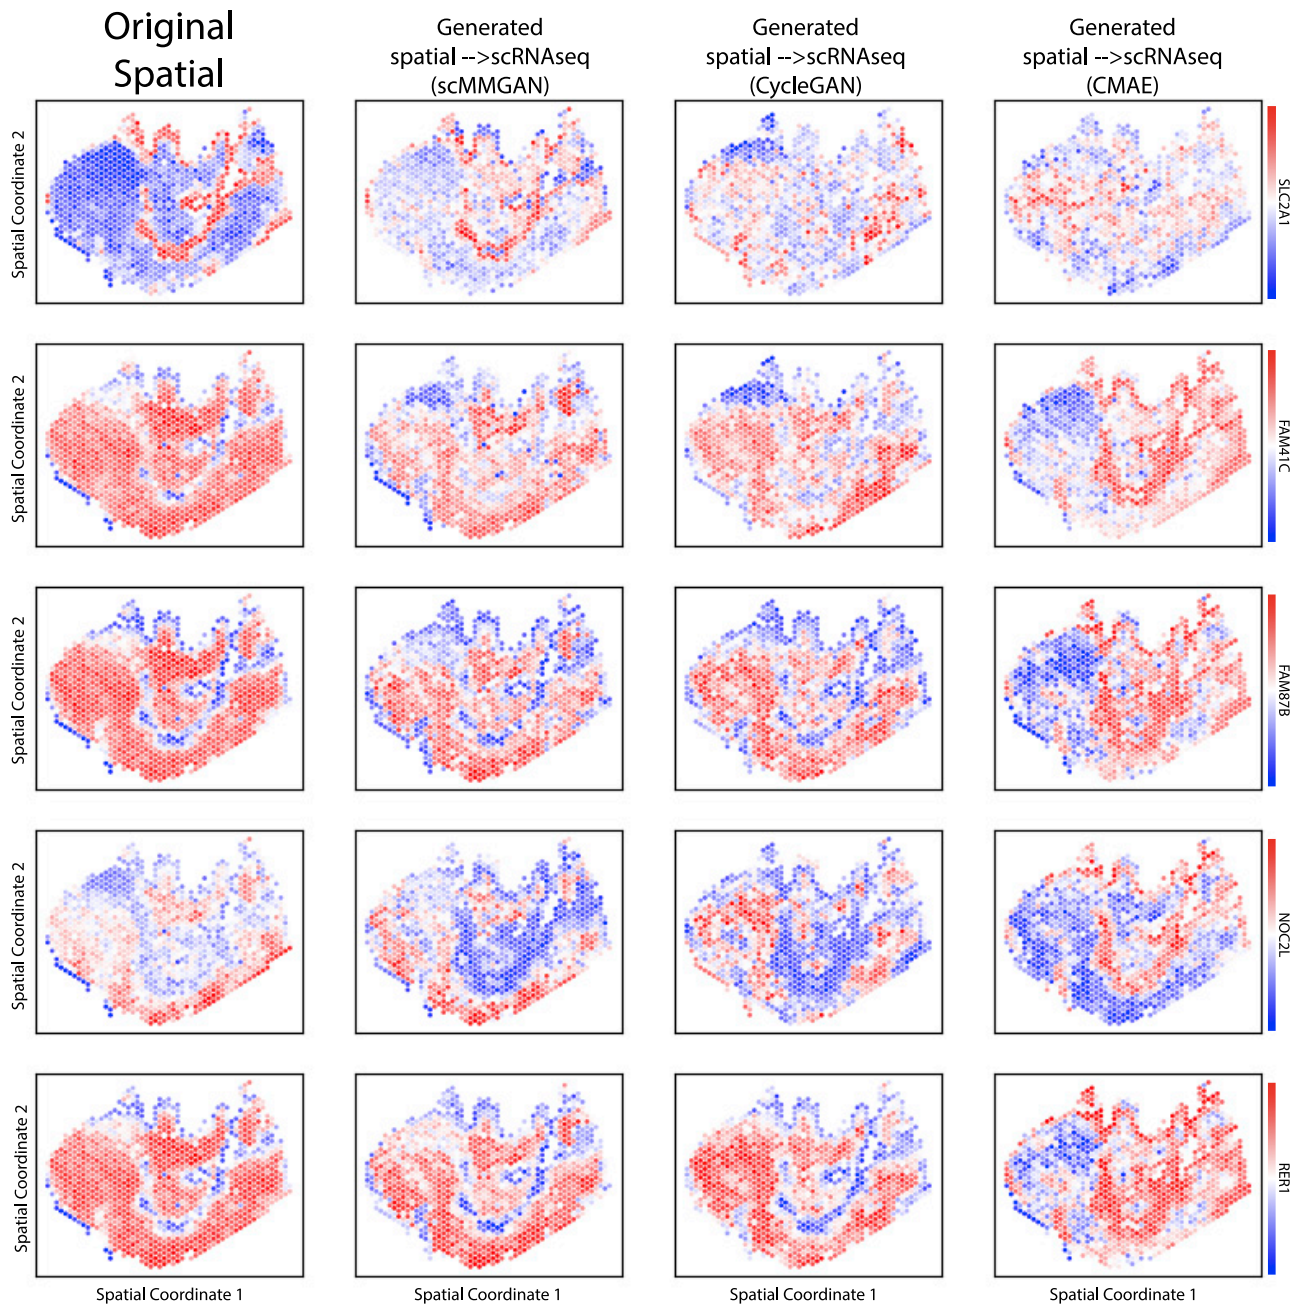 Original
Spatial
Generated
spatial -->scRNAseq
(scMMGAN)
Generated
spatial -->scRNAseq
(CycleGAN)
Generated
spatial -->scRNAseq
(CMAE)
Spatial Coordinate 2
SLC2A1
Spatial Coordinate 2
FAM41C
Spatial Coordinate 2
FAM87B
Spatial Coordinate 2
NOC2L
Spatial Coordinate 2
RER1
Spatial Coordinate 1
Spatial Coordinate 1
Spatial Coordinate 1
Spatial Coordinate 1